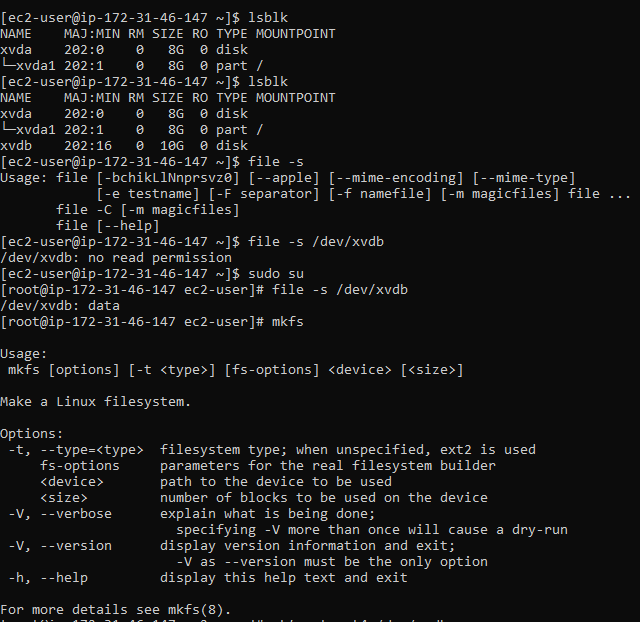 [ec2-user@ip-172-31-46-147 ~]$ lsblk
NAME    MAJ:MIN RM SIZE RO TYPE MOUNTPOINT
xvda    202:0    0   8G  0 disk
└─xvda1 202:1    0   8G  0 part /
[ec2-user@ip-172-31-46-147 ~]$ lsblk
NAME    MAJ:MIN RM SIZE RO TYPE MOUNTPOINT
xvda    202:0    0   8G  0 disk
└─xvda1 202:1    0   8G  0 part /
xvdb    202:16   0  10G  0 disk
[ec2-user@ip-172-31-46-147 ~]$ file -s
Usage: file [-bchikLlNnprsvz0] [--apple] [--mime-encoding] [--mime-type]
            [-e testname] [-F separator] [-f namefile] [-m magicfiles] file ...
       file -C [-m magicfiles]
       file [--help]
[ec2-user@ip-172-31-46-147 ~]$ file -s /dev/xvdb
/dev/xvdb: no read permission
[ec2-user@ip-172-31-46-147 ~]$ sudo su
[root@ip-172-31-46-147 ec2-user]# file -s /dev/xvdb
/dev/xvdb: data
[root@ip-172-31-46-147 ec2-user]# mkfs

Usage:
 mkfs [options] [-t <type>] [fs-options] <device> [<size>]

Make a Linux filesystem.

Options:
 -t, --type=<type>  filesystem type; when unspecified, ext2 is used
     fs-options     parameters for the real filesystem builder
     <device>       path to the device to be used
     <size>         number of blocks to be used on the device
 -V, --verbose      explain what is being done;
                      specifying -V more than once will cause a dry-run
 -V, --version      display version information and exit;
                      -V as --version must be the only option
 -h, --help         display this help text and exit

For more details see mkfs(8).